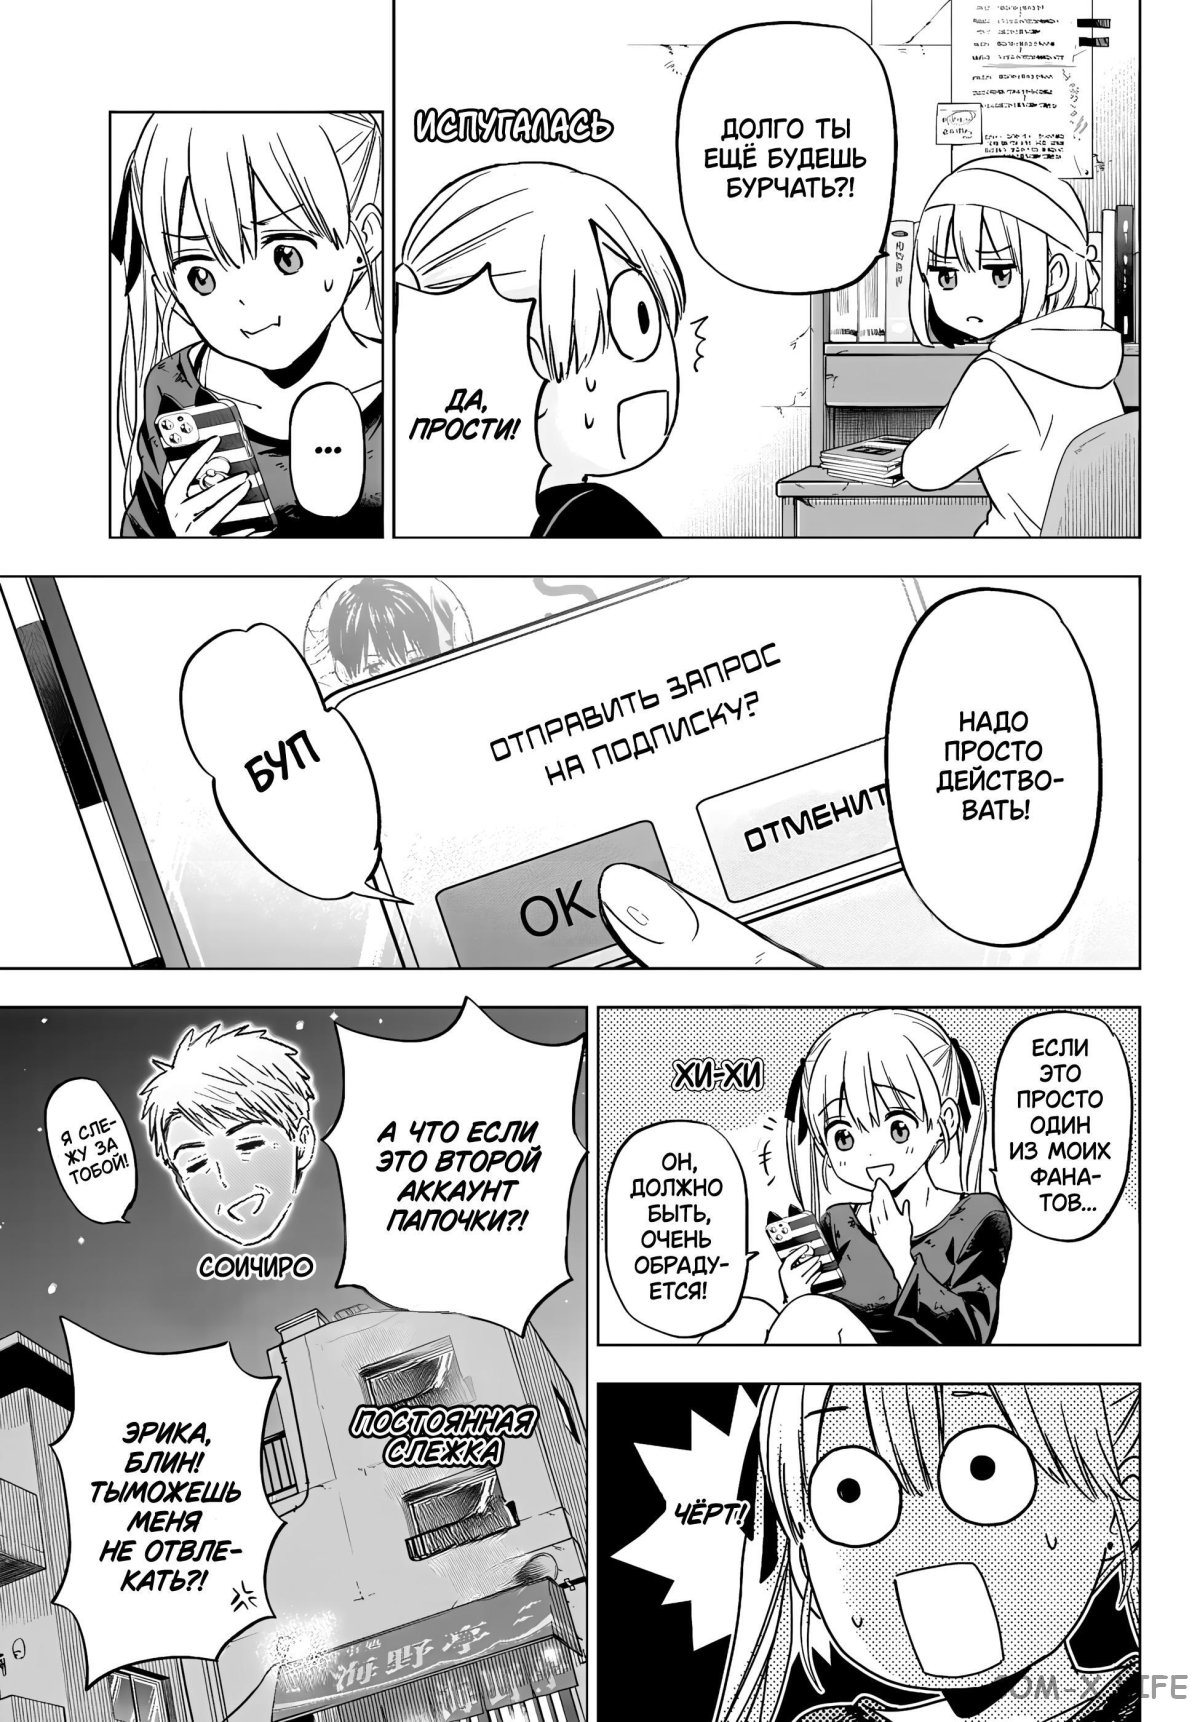 ДОЛГО ТЫ
ЕЩЁ БУДЕШЬ
БУРЧАТЬ?!
ИСПУГАЛАСЬ
ДА,
ПРОСТИ!
...
НАДО
ПРОСТО
ДЕЙСТВО-
ВАТЬ!
ОТПРАВИТЬ ЗАПРОС
НА ПОДПИСКУ?
ОТМЕНИТ
OK
БУП
ЕСЛИ
ЭТО
ПРОСТО
ОДИН
ИЗ МОИХ
ФАНА-
ТОВ...
ХИ-ХИ
ОН,
ДОЛЖНО
БЫТЬ,
ОЧЕНЬ
ОБРАДУ-
ЕТСЯ!
ЧЁРТ!
А ЧТО ЕСЛИ
ЭТО ВТОРОЙ
АККАУНТ
ПАПОЧКИ?!
Я СЛЕ-
ЖУ ЗА
ТОБОЙ!
СОИЧИРО
ПОСТОЯННАЯ
СЛЕЖКА
ЭРИКА,
БЛИН!
ТЫМОЖЕШЬ
МЕНЯ
НЕ ОТВЛЕ-
КАТЬ?!
海野亭